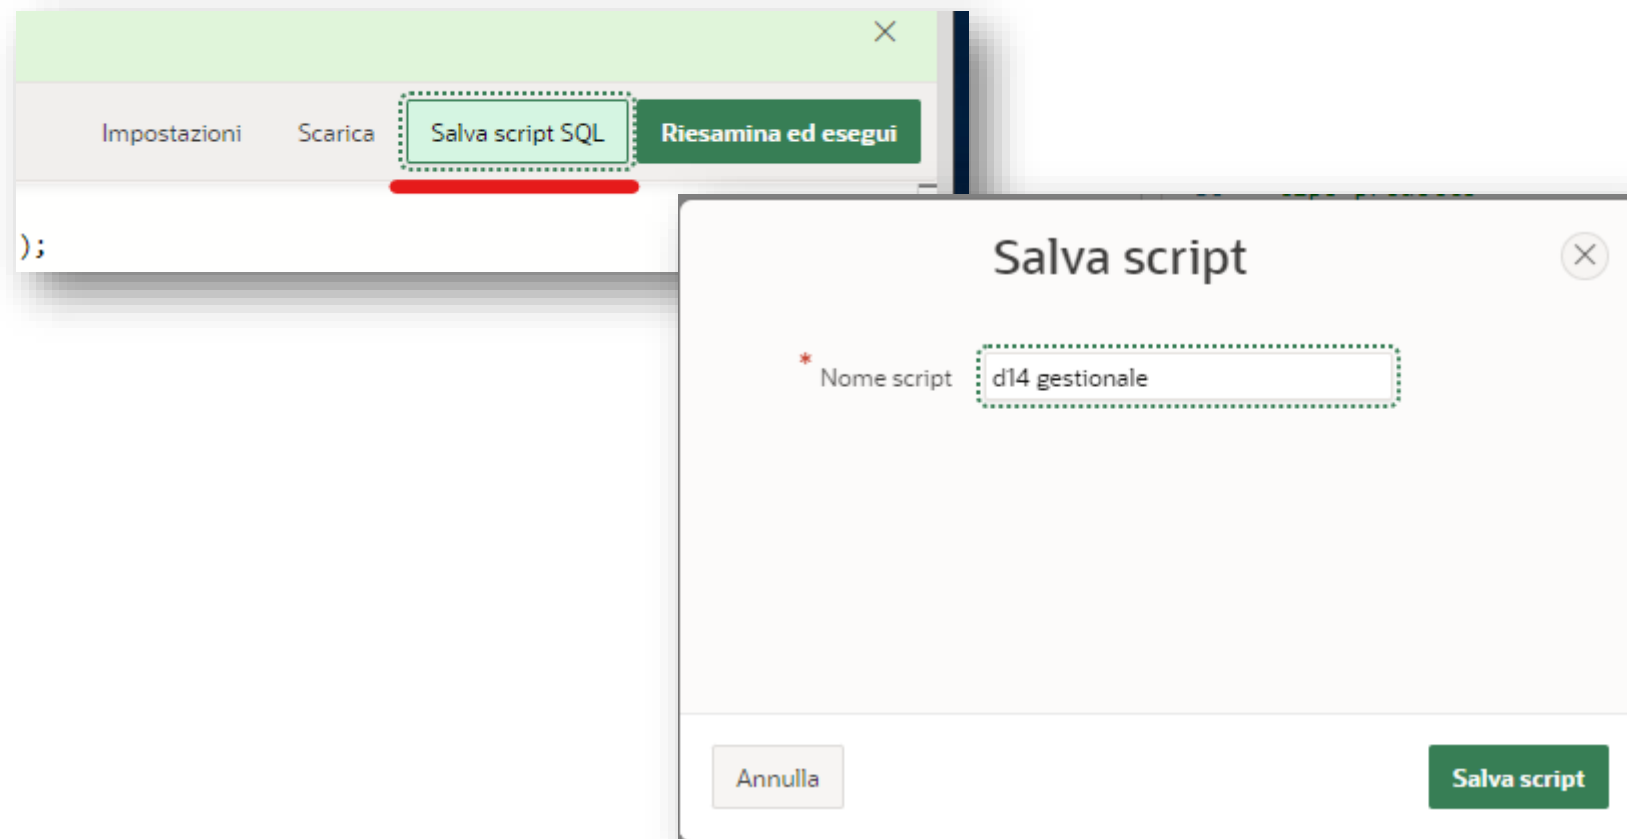 Impostazioni Scarica Salva script SQL Riesamina ed esegui
);
Salva script
* Nome script d14 gestionale
Annulla Salva script